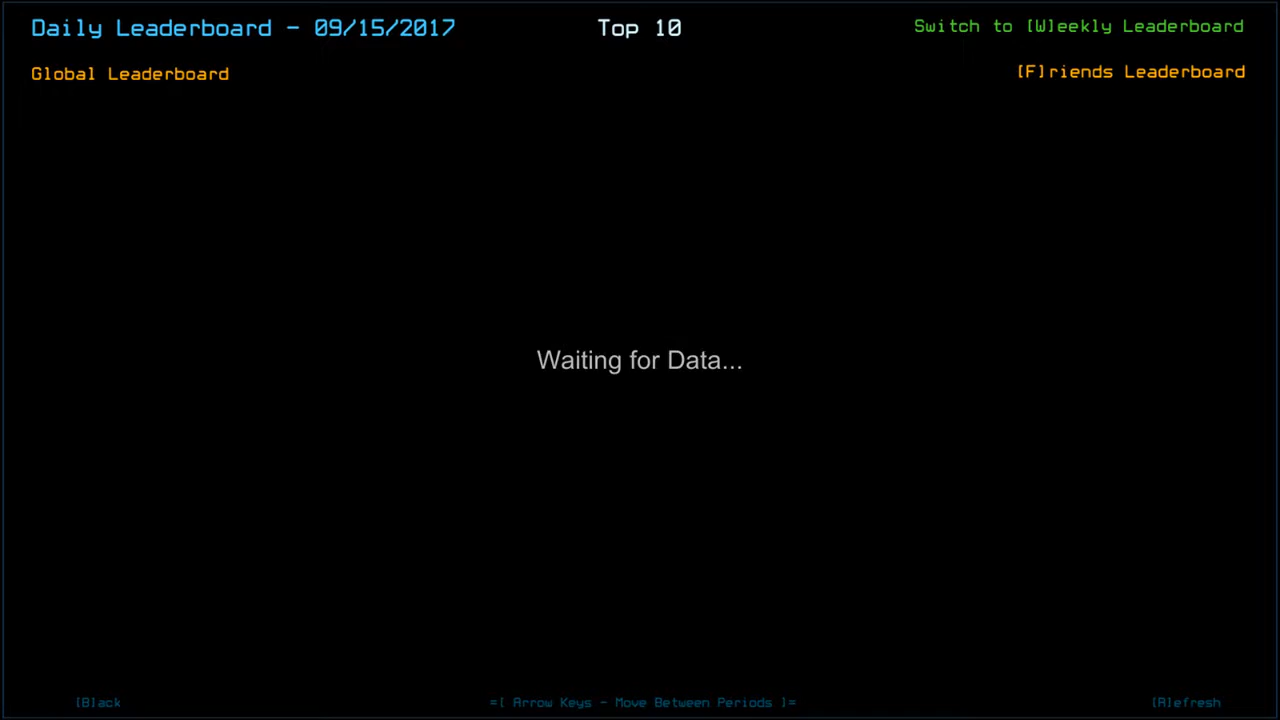 Daily Leaderboard - 09/15/2017 Top 10 Switch to [W]eekly Leaderboard
Global Leaderboard [F]riends Leaderboard
Waiting for Data...
[B]ack =[ Arrow Keys - Move Between Periods ]= [R]efresh